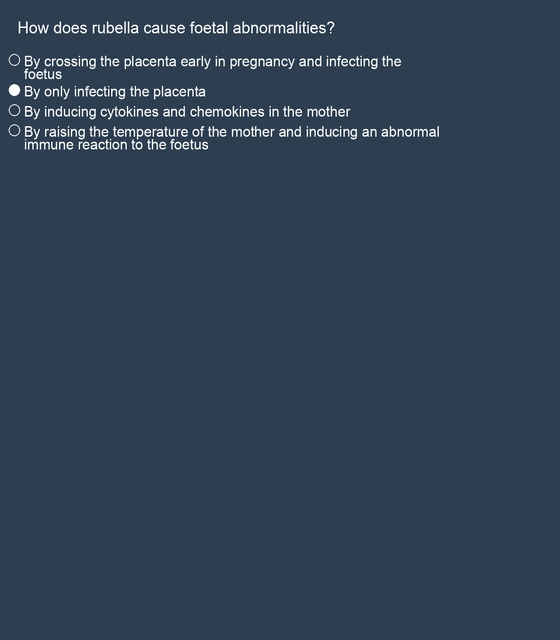 How does rubella cause foetal abnormalities?
By crossing the placenta early in pregnancy and infecting the
foetus
By only infecting the placenta
By inducing cytokines and chemokines in the mother
By raising the temperature of the mother and inducing an abnormal
immune reaction to the foetus